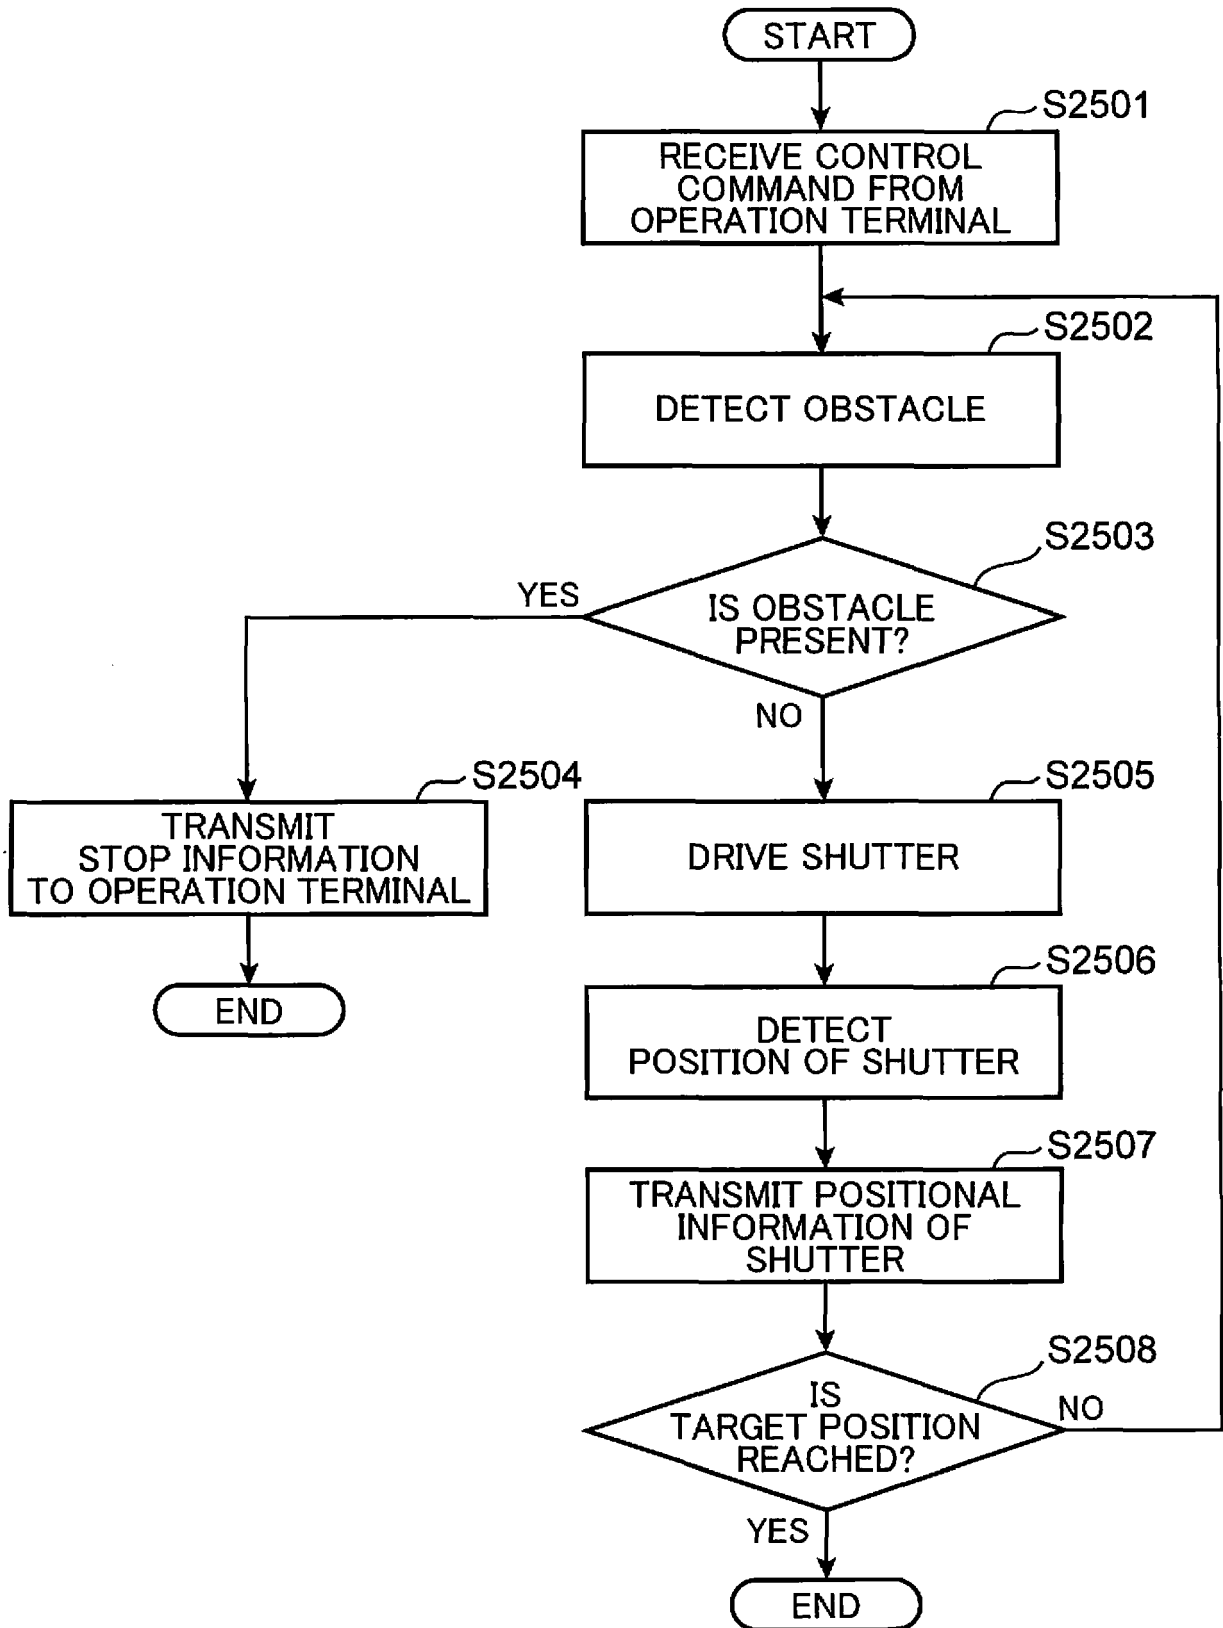 START
S2501
RECEIVE CONTROL
COMMAND FROM
OPERATION TERMINAL
S2502
DETECT OBSTACLE
S2503
YES
IS OBSTACLE
PRESENT?
NO
S2504
TRANSMIT
STOP INFORMATION
TO OPERATION TERMINAL
END
S2505
DRIVE SHUTTER
S2506
DETECT
POSITION OF SHUTTER
S2507
TRANSMIT POSITIONAL
INFORMATION OF
SHUTTER
S2508
IS
TARGET POSITION
REACHED?
NO
YES
END